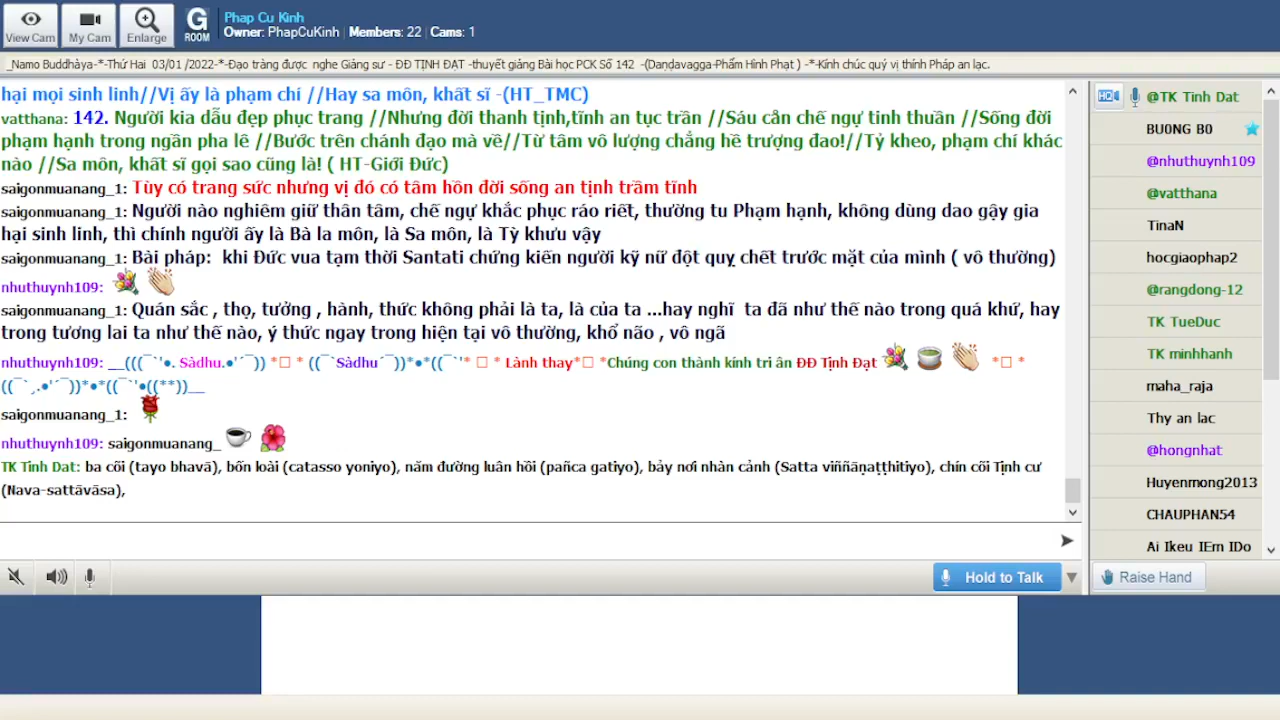 View Cam
My Cam
Enlarge
G
ROOM
Phap Cu Kinh
Owner: PhapCuKinh | Members: 22 | Cams: 1
_Namo Buddhàya-*-Thứ Hai 03/01 /2022-*-Đạo tràng được nghe Giảng sư - ĐĐ TỊNH ĐẠT -thuyết giảng Bài học PCK Số 142 -(Daṇḍavagga-Phẩm Hình Phạt ) -*-Kính chúc quý vị thính Pháp an lạc.
hại mọi sinh linh//Vị ấy là phạm chí //Hay sa môn, khất sĩ -(HT_TMC)
vatthana: 142. Người kia dẫu đẹp phục trang //Nhưng đời thanh tịnh,tĩnh an tục trần //Sáu căn chế ngự tinh thuần //Sống đời
phạm hạnh trong ngần pha lê //Bước trên chánh đạo mà về//Từ tâm vô lượng chẳng hề trượng đao!//Tỷ kheo, phạm chí khác
nào //Sa môn, khất sĩ gọi sao cũng là! ( HT-Giới Đức)
saigonmuanang_1: Tùy có trang sức nhưng vị đó có tâm hồn đời sống an tịnh trầm tĩnh
saigonmuanang_1: Người nào nghiêm giữ thân tâm, chế ngự khắc phục ráo riết, thường tu Phạm hạnh, không dùng dao gậy gia
hại sinh linh, thì chính người ấy là Bà la môn, là Sa môn, là Tỳ khưu vậy
saigonmuanang_1: Bài pháp: khi Đức vua tạm thời Santati chứng kiến người kỹ nữ đột quỵ chết trước mặt của mình ( vô thường)
nhuthuynh109:
saigonmuanang_1: Quán sắc , thọ, tưởng , hành, thức không phải là ta, là của ta ...hay nghĩ ta đã như thế nào trong quá khứ, hay
trong tương lai ta như thế nào, ý thức ngay trong hiện tại vô thường, khổ não , vô ngã
nhuthuynh109: __(((¯`'•. Sàdhu.•'´¯)) *□ * ((¯`Sàdhu´¯))*•*((¯`'*□ * Lành thay*□ *Chúng con thành kính tri ân ĐĐ Tịnh Đạt *□ *
((¯`¸.•'´¯))*•*((¯`'•((**))__
saigonmuanang_1:
nhuthuynh109: saigonmuanang_
TK Tinh Dat: ba cõi (tayo bhavā), bốn loài (catasso yoniyo), năm đường luân hồi (pañca gatiyo), bảy nơi nhàn cảnh (Satta viññāṇaṭṭhitiyo), chín cõi Tịnh cư
(Nava-sattāvāsa),
HD
@TK Tinh Dat
BU0NG B0
@nhuthuynh109
@vatthana
TinaN
hocgiaophap2
@rangdong-12
TK TueDuc
TK minhhanh
maha_raja
Thy an lac
@hongnhat
Huyenmong2013
CHAUPHAN54
Ai Ikeu IEm IDo
Hold to Talk
Raise Hand